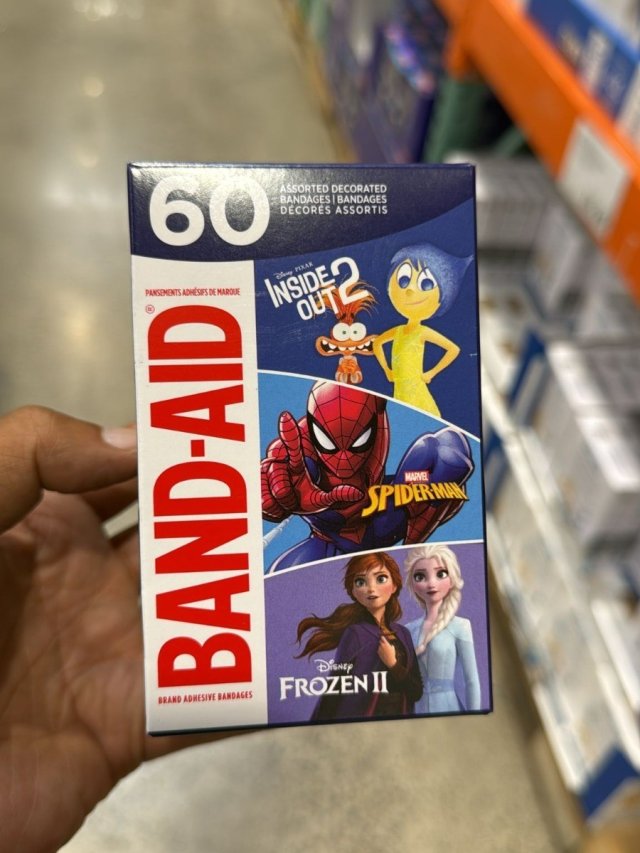 60
ASSORTED DECORATED
BANDAGES | BANDAGES
DÉCORÉS ASSORTIS
PANSEMENTS ADHÉSIFS DE MARQUE
BAND-AID®
BRAND ADHESIVE BANDAGES
Disney PIXAR
INSIDE
OUT 2
MARVEL
SPIDER-MAN
Disney
FROZEN II